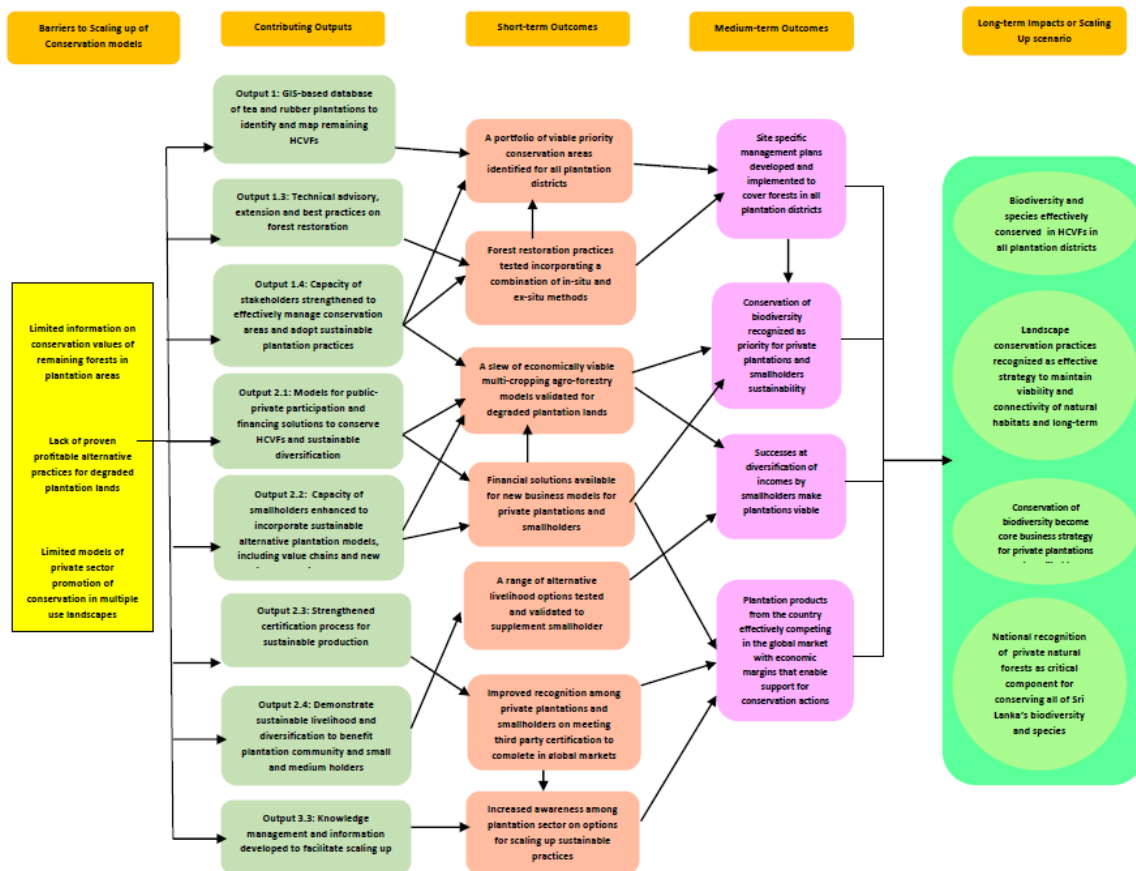 Barriers to Scaling up of
Conservation models
Contributing Outputs
Short-term Outcomes
Medium-term Outcomes
Long-term Impacts or Scaling
Up scenario
Limited information on
conservation values of
remaining forests in
plantation areas
Lack of proven
profitable alternative
practices for degraded
plantation lands
Limited models of
private sector
promotion of
conservation in multiple
use landscapes
Output 1: GIS-based database
of tea and rubber plantations to
identify and map remaining
HCVFs
Output 1.3: Technical advisory,
extension and best practices on
forest restoration
Output 1.4: Capacity of
stakeholders strengthened to
effectively manage conservation
areas and adopt sustainable
plantation practices
Output 2.1: Models for public-
private participation and
financing solutions to conserve
HCVFs and sustainable
diversification
Output 2.2: Capacity of
smallholders enhanced to
incorporate sustainable
alternative plantation models,
including value chains and new
Output 2.3: Strengthened
certification process for
sustainable production
Output 2.4: Demonstrate
sustainable livelihood and
diversification to benefit
plantation community and small
and medium holders
Output 3.3: Knowledge
management and information
developed to facilitate scaling up
A portfolio of viable priority
conservation areas
identified for all plantation
districts
Forest restoration practices
tested incorporating a
combination of in-situ and
ex-situ methods
A slew of economically viable
multi-cropping agro-forestry
models validated for
degraded plantation lands
Financial solutions available
for new business models for
private plantations and
smallholders
A range of alternative
livelihood options tested
and validated to
supplement smallholder
Improved recognition among
private plantations and
smallholders on meeting
third party certification to
complete in global markets
Increased awareness among
plantation sector on options
for scaling up sustainable
practices
Site specific
management plans
developed and
implemented to
cover forests in all
plantation districts
Conservation of
biodiversity
recognized as
priority for private
plantations and
smallholders
sustainability
Successes at
diversification of
incomes by
smallholders make
plantations viable
Plantation products
from the country
effectively competing
in the global market
with economic
margins that enable
support for
conservation actions
Biodiversity and
species effectively
conserved in HCVFs in
all plantation districts
Landscape
conservation practices
recognized as effective
strategy to maintain
viability and
connectivity of natural
habitats and long-term
Conservation of
biodiversity become
core business strategy
for private plantations
National recognition
of private natural
forests as critical
component for
conserving all of Sri
Lanka's biodiversity
and species